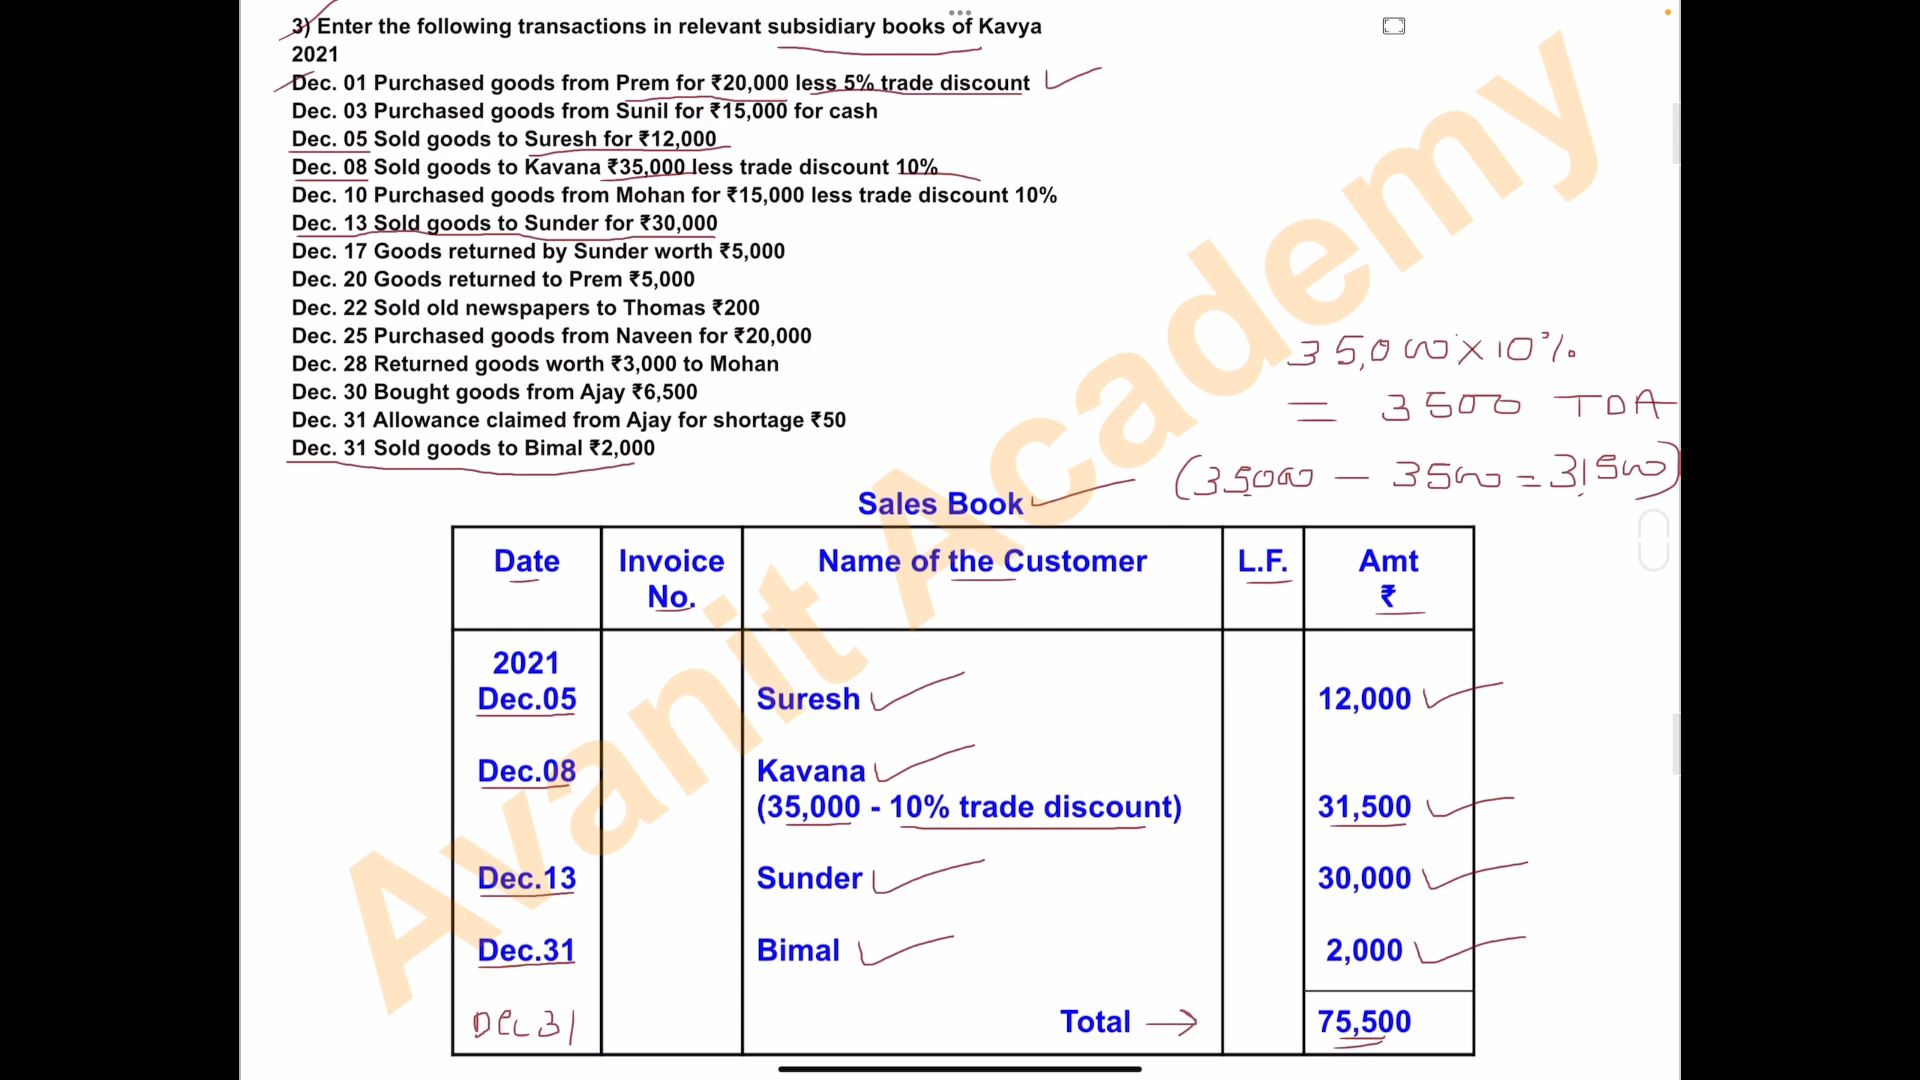 3) Enter the following transactions in relevant subsidiary books of Kavya
2021
Dec. 01 Purchased goods from Prem for ₹20,000 less 5% trade discount
Dec. 03 Purchased goods from Sunil for ₹15,000 for cash
Dec. 05 Sold goods to Suresh for ₹12,000
Dec. 08 Sold goods to Kavana ₹35,000 less trade discount 10%
Dec. 10 Purchased goods from Mohan for ₹15,000 less trade discount 10%
Dec. 13 Sold goods to Sunder for ₹30,000
Dec. 17 Goods returned by Sunder worth ₹5,000
Dec. 20 Goods returned to Prem ₹5,000
Dec. 22 Sold old newspapers to Thomas ₹200
Dec. 25 Purchased goods from Naveen for ₹20,000
Dec. 28 Returned goods worth ₹3,000 to Mohan
Dec. 30 Bought goods from Ajay ₹6,500
Dec. 31 Allowance claimed from Ajay for shortage ₹50
Dec. 31 Sold goods to Bimal ₹2,000
35,000 × 10%
= 3500 TDA
(35000 - 3500 = 31500)
Sales Book
Date Invoice No. Name of the Customer L.F. Amt ₹
2021
Dec.05 Suresh 12,000
Dec.08 Kavana
(35,000 - 10% trade discount) 31,500
Dec.13 Sunder 30,000
Dec.31 Bimal 2,000
DEC 31 Total → 75,500
Avanit Academy